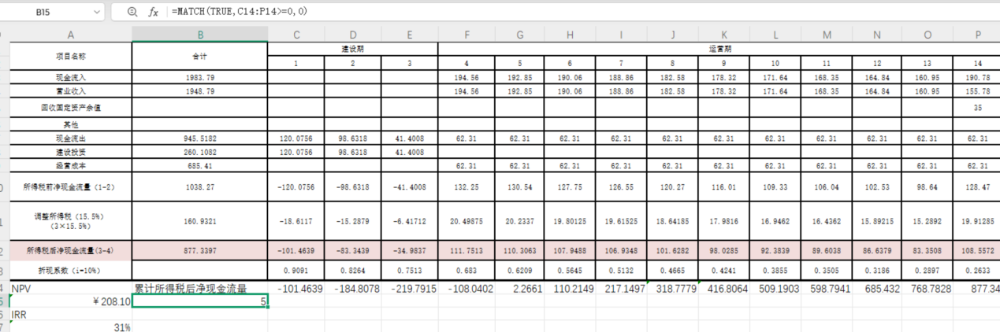 B15 fx =MATCH(TRUE,C14:P14>=0,0)
A B C D E F G H I J K L M N O P
项目名称 合计 建设期 运营期
1 2 3 4 5 6 7 8 9 10 11 12 13 14
现金流入 1983.79 194.56 192.85 190.06 188.86 182.58 178.32 171.64 168.35 164.84 160.95 190.78
营业收入 1948.79 194.56 192.85 190.06 188.86 182.58 178.32 171.64 168.35 164.84 160.95 155.78
回收固定资产余值 35
其他
现金流出 945.5182 120.0756 98.6318 41.4008 62.31 62.31 62.31 62.31 62.31 62.31 62.31 62.31 62.31 62.31 62.31
建设投资 260.1082 120.0756 98.6318 41.4008
经营成本 685.41 62.31 62.31 62.31 62.31 62.31 62.31 62.31 62.31 62.31 62.31 62.31
所得税前净现金流量(1-2) 1038.27 -120.0756 -98.6318 -41.4008 132.25 130.54 127.75 126.55 120.27 116.01 109.33 106.04 102.53 98.64 128.47
调整所得税(15.5%)
(3×15.5%) 160.9321 -18.6117 -15.2879 -6.41712 20.49875 20.2337 19.80125 19.61525 18.64185 17.9816 16.9462 16.4362 15.89215 15.2892 19.91285
所得税后净现金流量(3-4) 877.3397 -101.4639 -83.3439 -34.9837 111.7513 110.3063 107.9488 106.9348 101.6282 98.0285 92.3839 89.6038 86.6379 83.3508 108.5572
折现系数(i=10%) 0.9091 0.8264 0.7513 0.683 0.6209 0.5645 0.5132 0.4665 0.4241 0.3855 0.3505 0.3186 0.2897 0.2633
NPV 累计所得税后净现金流量 -101.4639 -184.8078 -219.7915 -108.0402 2.2661 110.2149 217.1497 318.7779 416.8064 509.1903 598.7941 685.432 768.7828 877.34
¥208.10 5
IRR
31%